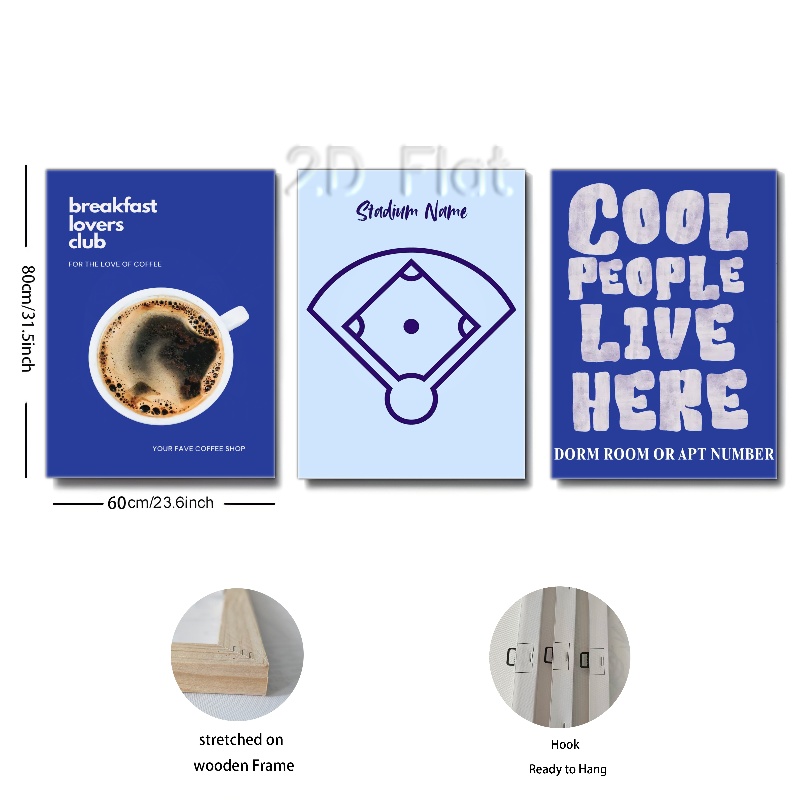 2D Flat
breakfast
lovers
club
FOR THE LOVE OF COFFEE
YOUR FAVE COFFEE SHOP
Stadium Name
COOL
PEOPLE
LIVE
HERE
DORM ROOM OR APT NUMBER
80cm/31.5inch
60cm/23.6inch
stretched on
wooden Frame
Hook
Ready to Hang